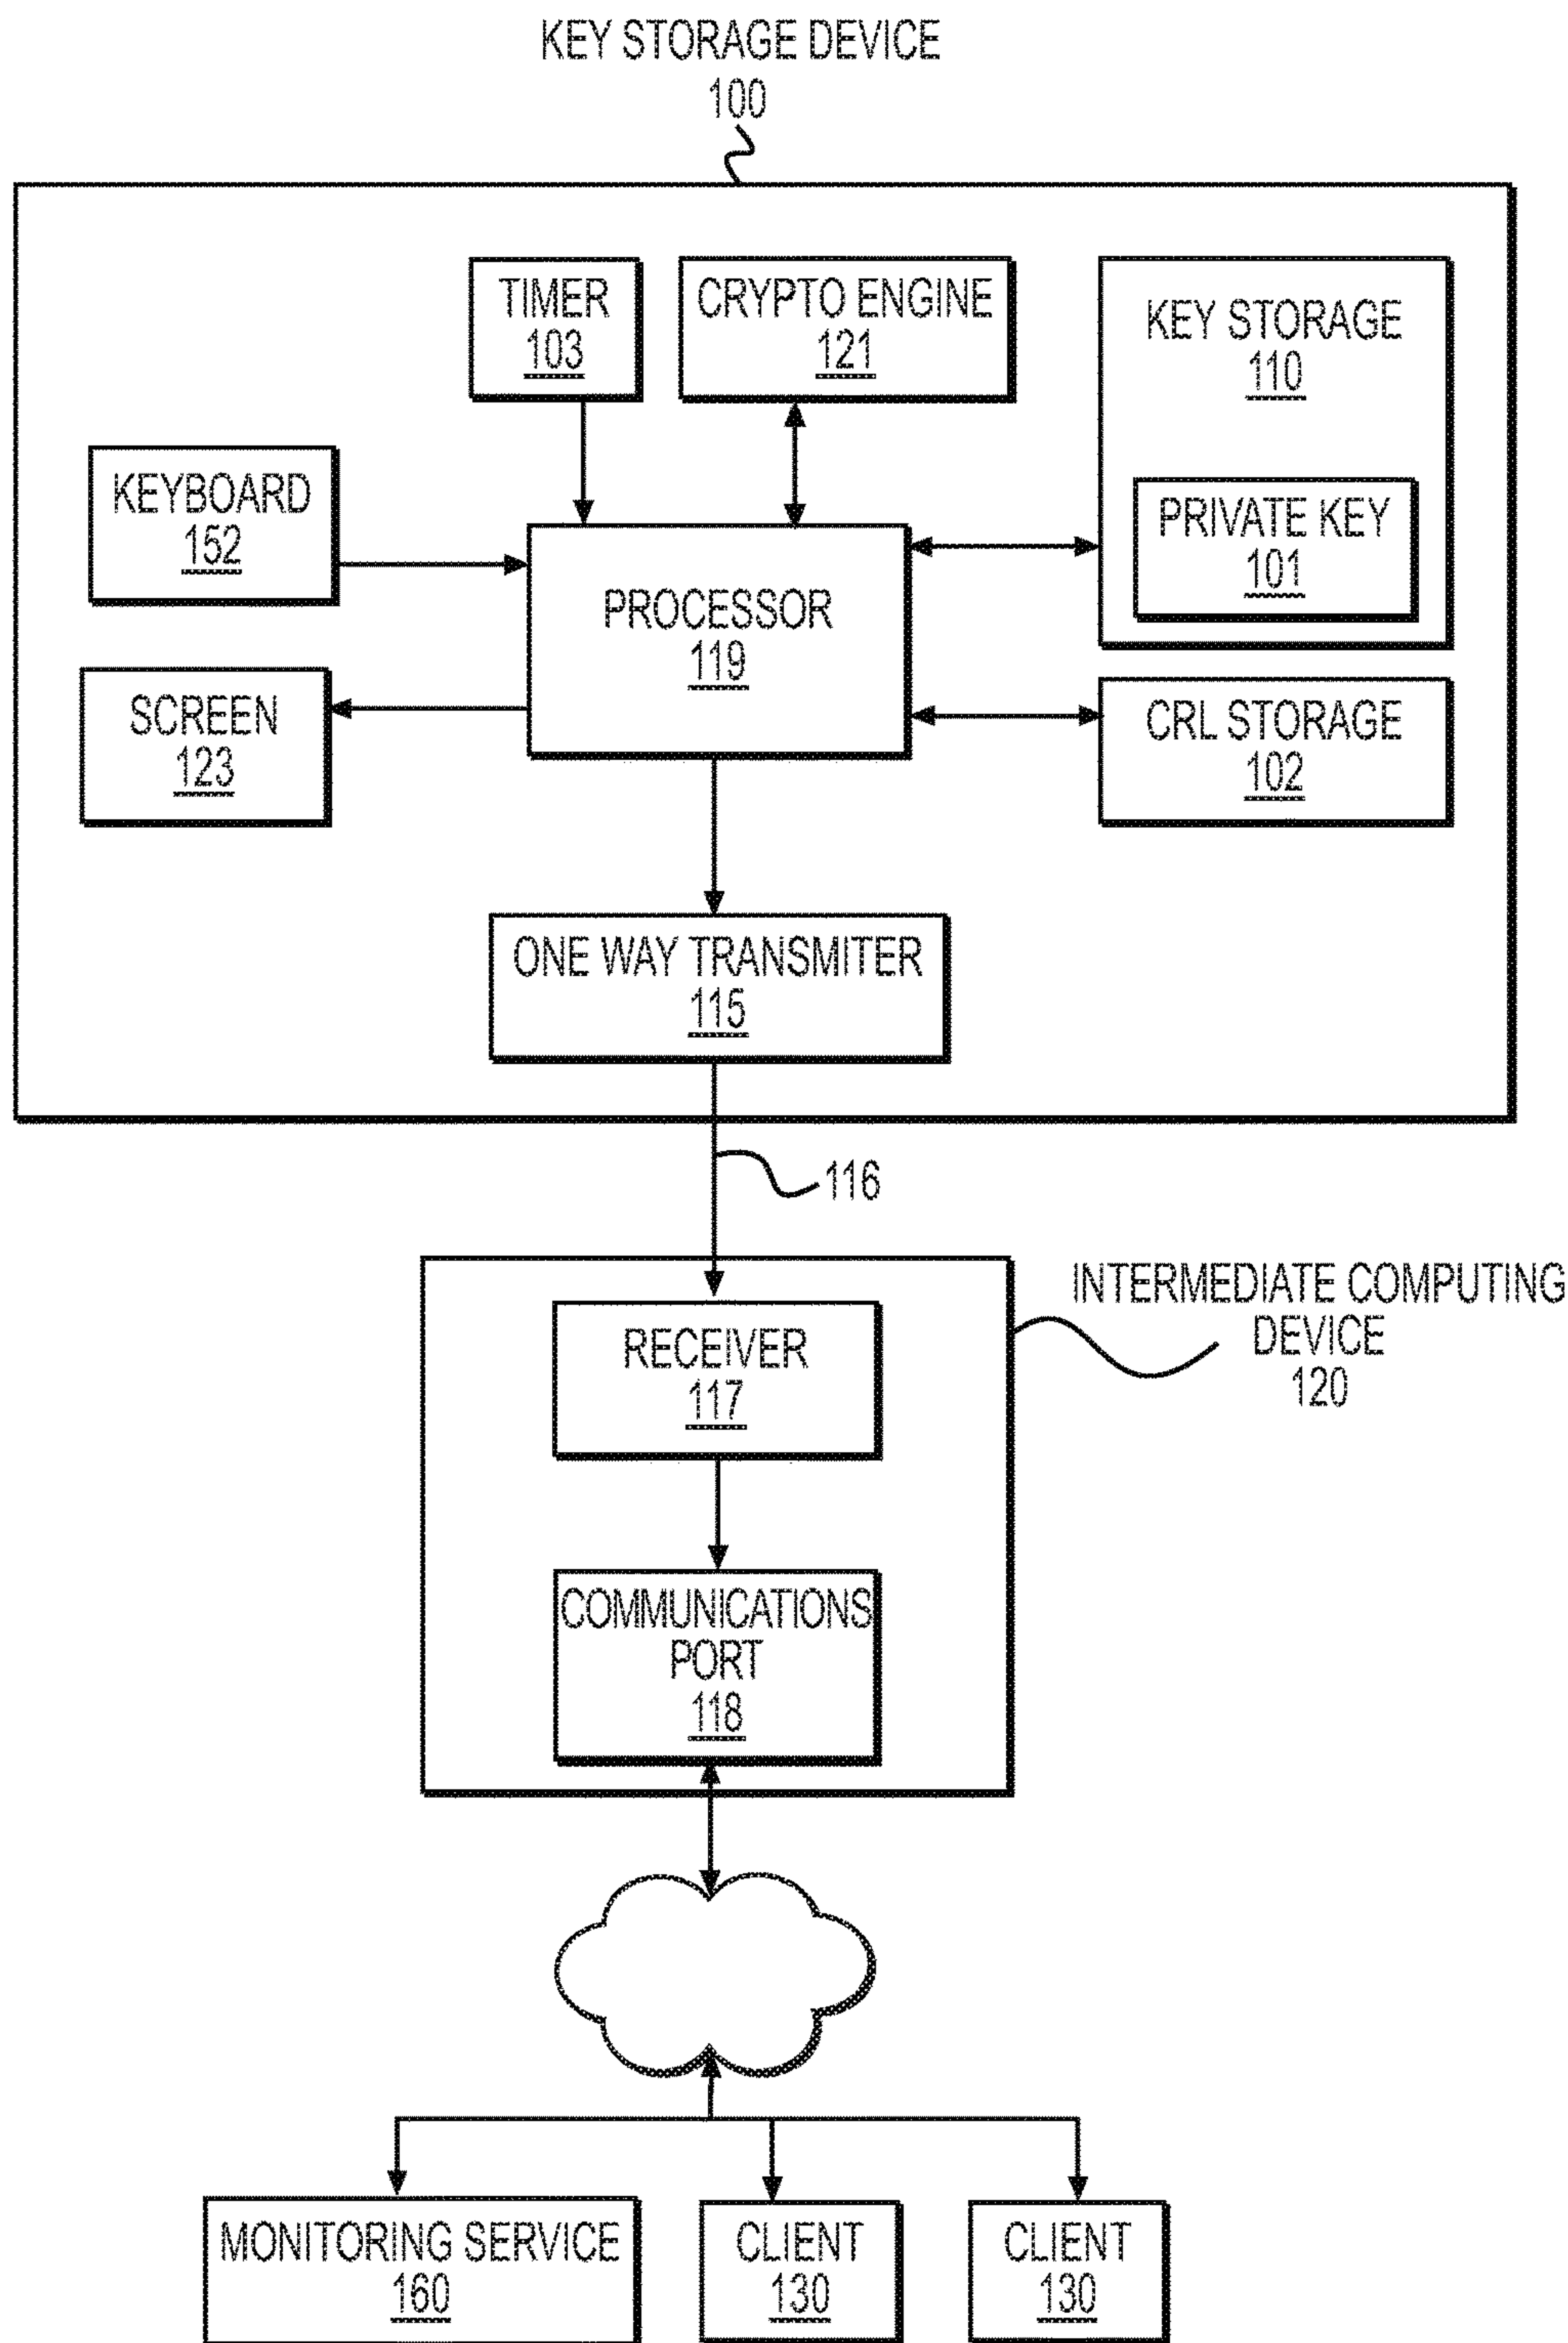 KEY STORAGE DEVICE
100
TIMER
103
CRYPTO ENGINE
121
KEY STORAGE
110
PRIVATE KEY
101
KEYBOARD
152
PROCESSOR
119
SCREEN
123
CRL STORAGE
102
ONE WAY TRANSMITER
115
116
RECEIVER
117
INTERMEDIATE COMPUTING
DEVICE
120
COMMUNICATIONS
PORT
118
MONITORING SERVICE
160
CLIENT
130
CLIENT
130